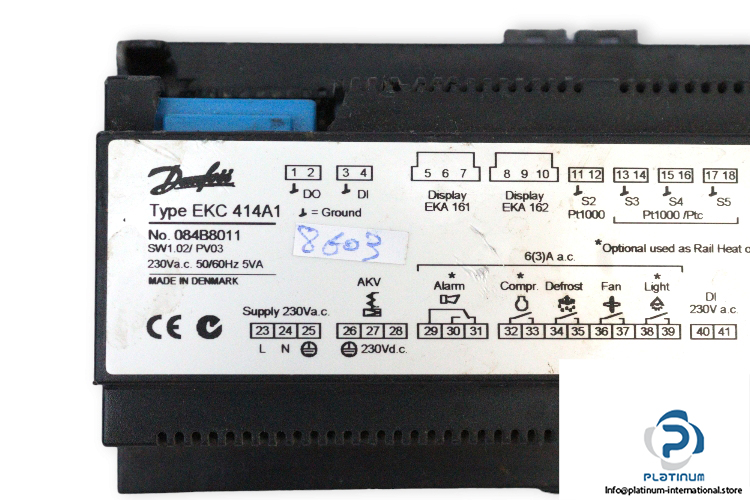 Danfoss
Type EKC 414A1
No. 084B8011
SW1.02/ PV03
230Va.c. 50/60Hz 5VA
MADE IN DENMARK
CE
1 2
3 4
DO
DI
= Ground
8603
5 6 7
Display
EKA 161
8 9 10
Display
EKA 162
11 12
13 14
15 16
17 18
S2
S3
S4
S5
Pt1000
Pt1000 /Ptc
*Optional used as Rail Heat
6(3)A a.c.
AKV
*
Alarm
*
Compr.
Defrost
Fan
*
Light
DI
230V a.c.
Supply 230Va.c.
23 24 25
26 27 28
29 30 31
32 33
34 35
36 37
38 39
40 41
L N
230Vd.c.
PLATINUM
Info@platinum-international.store